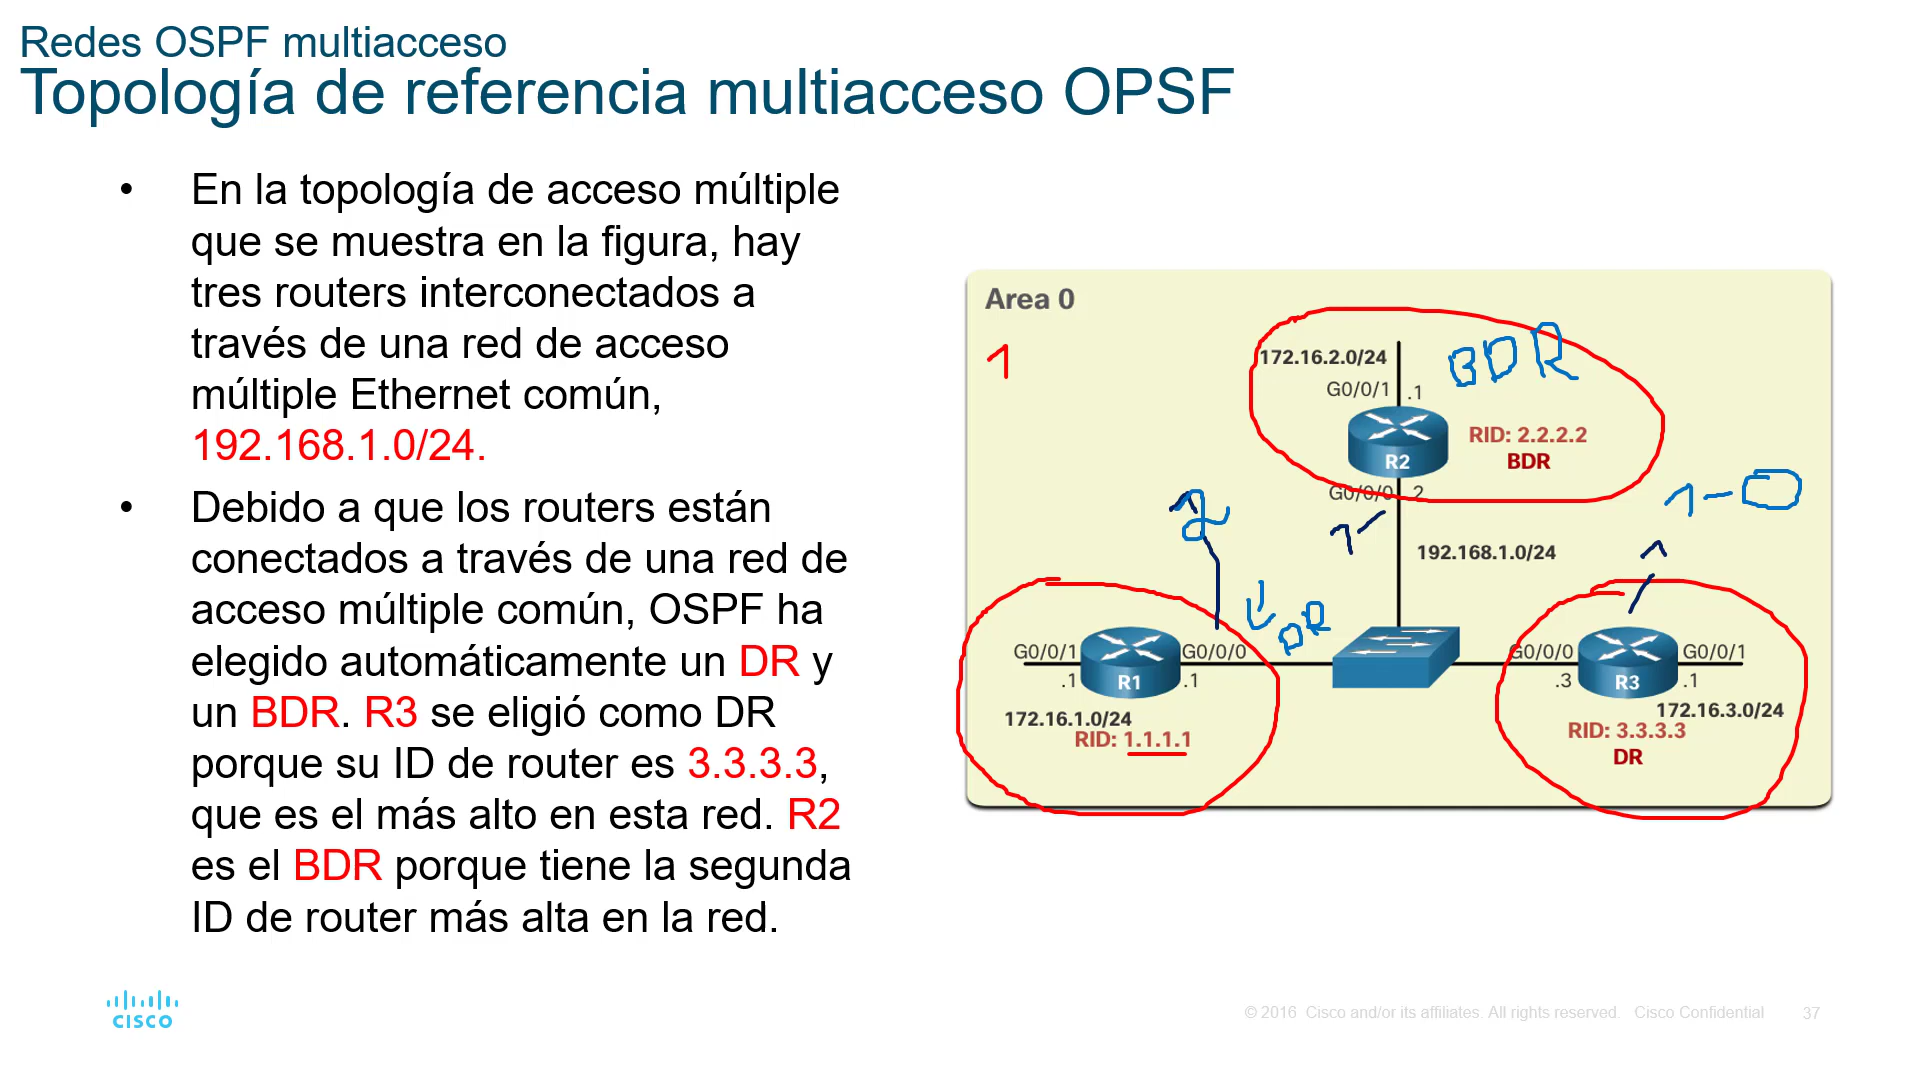 Redes OSPF multiacceso
Topología de referencia multiacceso OPSF
• En la topología de acceso múltiple
que se muestra en la figura, hay
tres routers interconectados a
través de una red de acceso
múltiple Ethernet común,
192.168.1.0/24.
• Debido a que los routers están
conectados a través de una red de
acceso múltiple común, OSPF ha
elegido automáticamente un DR y
un BDR. R3 se eligió como DR
porque su ID de router es 3.3.3.3,
que es el más alto en esta red. R2
es el BDR porque tiene la segunda
ID de router más alta en la red.
Area 0
1
172.16.2.0/24
BDR
G0/0/1 .1
R2
RID: 2.2.2.2
BDR
G0/0/0 .2
1-
1-0
192.168.1.0/24
1
DR
G0/0/1 R1 G0/0/0
.1 .1
172.16.1.0/24
RID: 1.1.1.1
G0/0/0 R3 G0/0/1
.3 .1
172.16.3.0/24
RID: 3.3.3.3
DR
CISCO
© 2016 Cisco and/or its affiliates. All rights reserved. Cisco Confidential 37